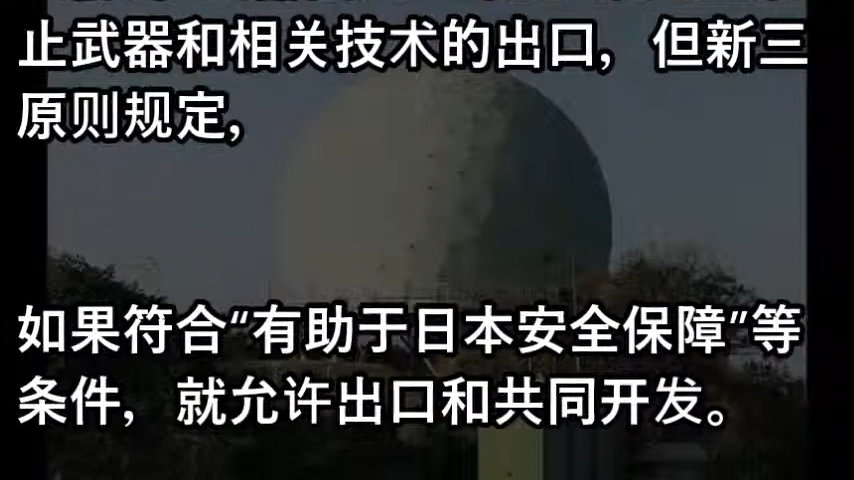 止武器和相关技术的出口，但新三
原则规定，
如果符合“有助于日本安全保障”等
条件，就允许出口和共同开发。